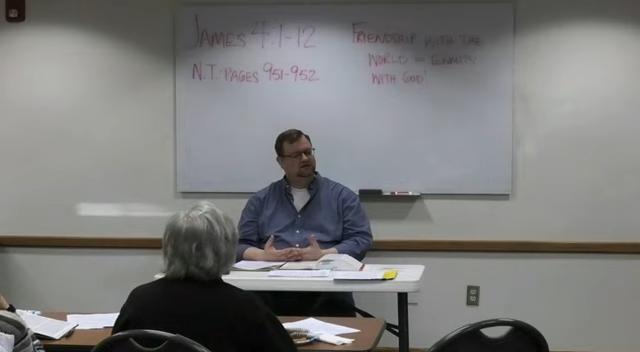 JAMES 4:1-12
N.T. PAGES 951-952
FRIENDSHIP WITH THE
WORLD = ENMITY
WITH GOD!